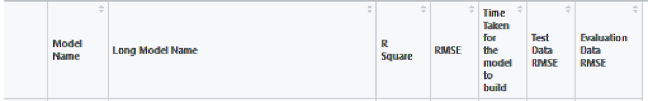 Model Name
Long Model Name
R Square
RMSE
Time Taken for the model to build
Test Data RMSE
Evaluation Data RMSE